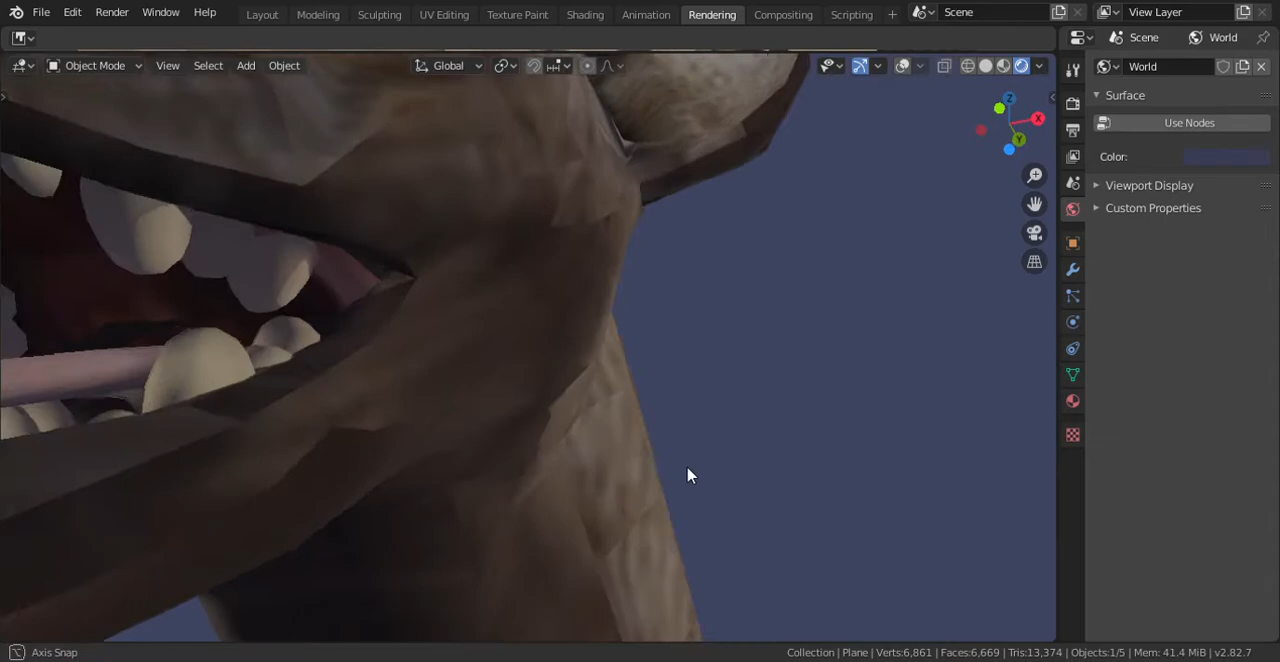 File Edit Render Window Help Layout Modeling Sculpting UV Editing Texture Paint Shading Animation Rendering Compositing Scripting + Scene View Layer
Scene World
Object Mode View Select Add Object Global World
Surface
Z
X
Y
Use Nodes
Color:
Viewport Display
Custom Properties
Axis Snap Collection | Plane | Verts:6,861 | Faces:6,669 | Tris:13,374 | Objects:1/5 | Mem: 41.4 MiB | v2.82.7